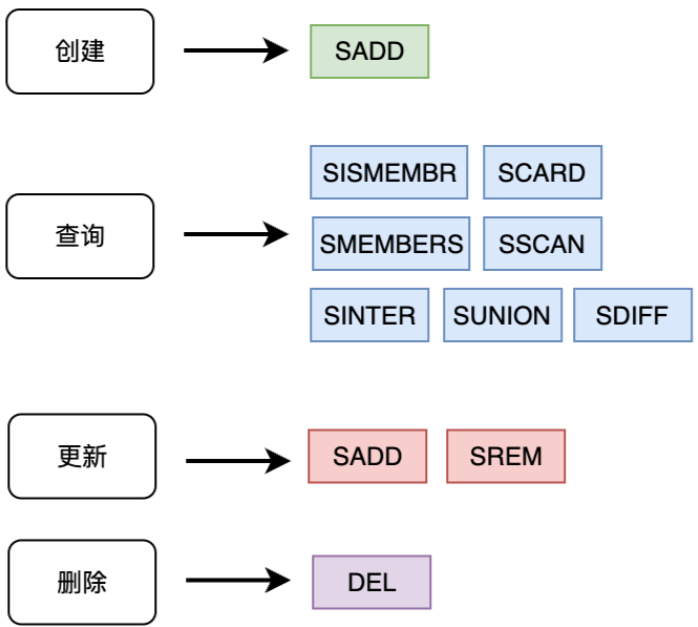 创建
SADD
查询
SISMEMBR SCARD
SMEMBERS SSCAN
SINTER SUNION SDIFF
更新
SADD SREM
删除
DEL